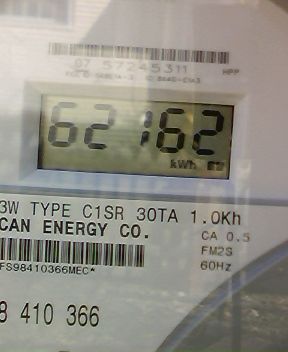 07 57245311
62162
kWh
3W TYPE C1SR 30TA 1.0Kh
CAN ENERGY CO.
CA 0.5
FM2S
60Hz
FS98410366MEC*
8 410 366